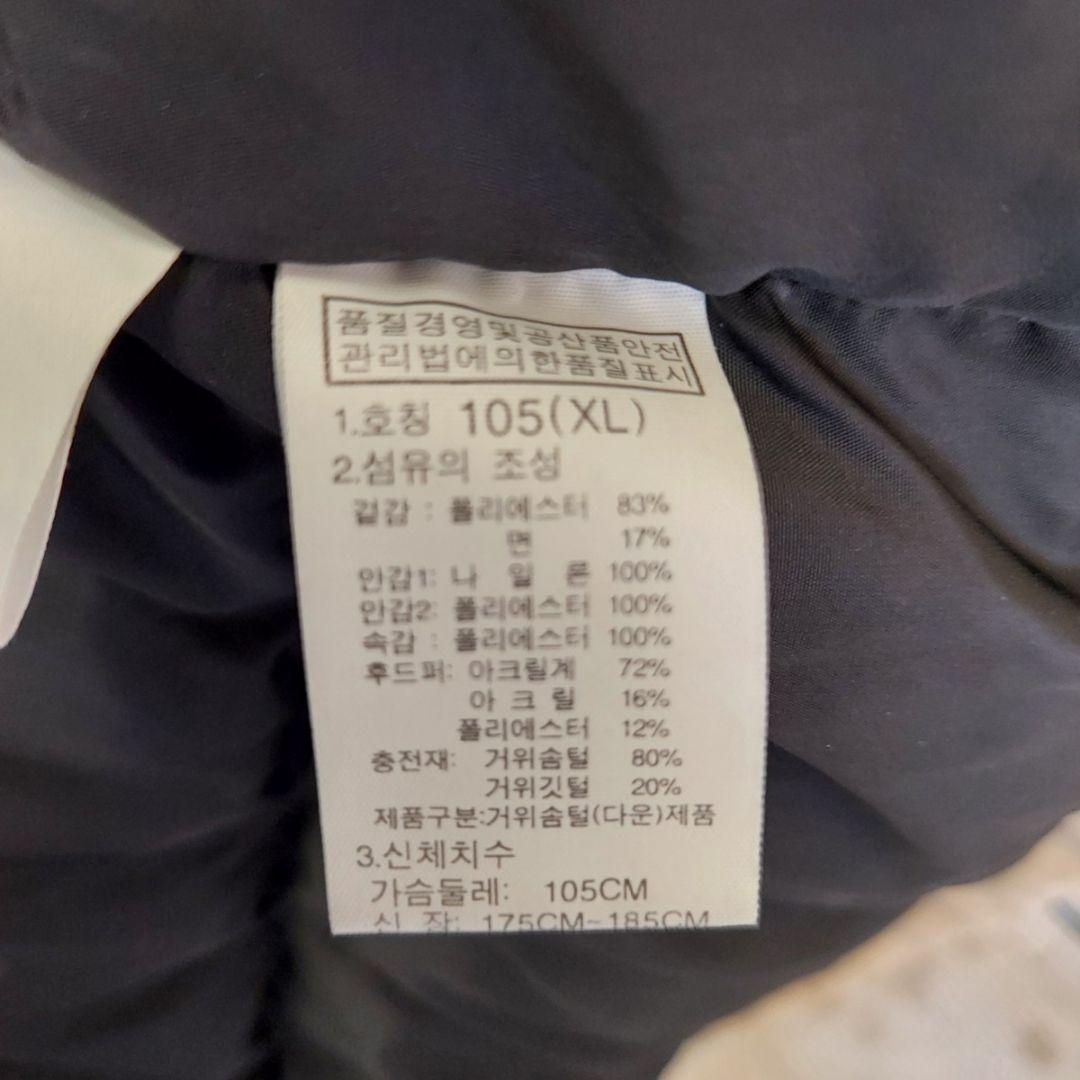 품질경영및공산품안전
관리법에의한품질표시
1.호칭 105(XL)
2.섬유의 조성
겉감 : 폴리에스터 83%
면 17%
안감1: 나 일 론 100%
안감2: 폴리에스터 100%
속감 : 폴리에스터 100%
후드퍼: 아크릴계 72%
아 크 릴 16%
폴리에스터 12%
충전재: 거위솜털 80%
거위깃털 20%
제품구분:거위솜털(다운)제품
3.신체치수
가슴둘레: 105CM
신 장: 175CM~185CM